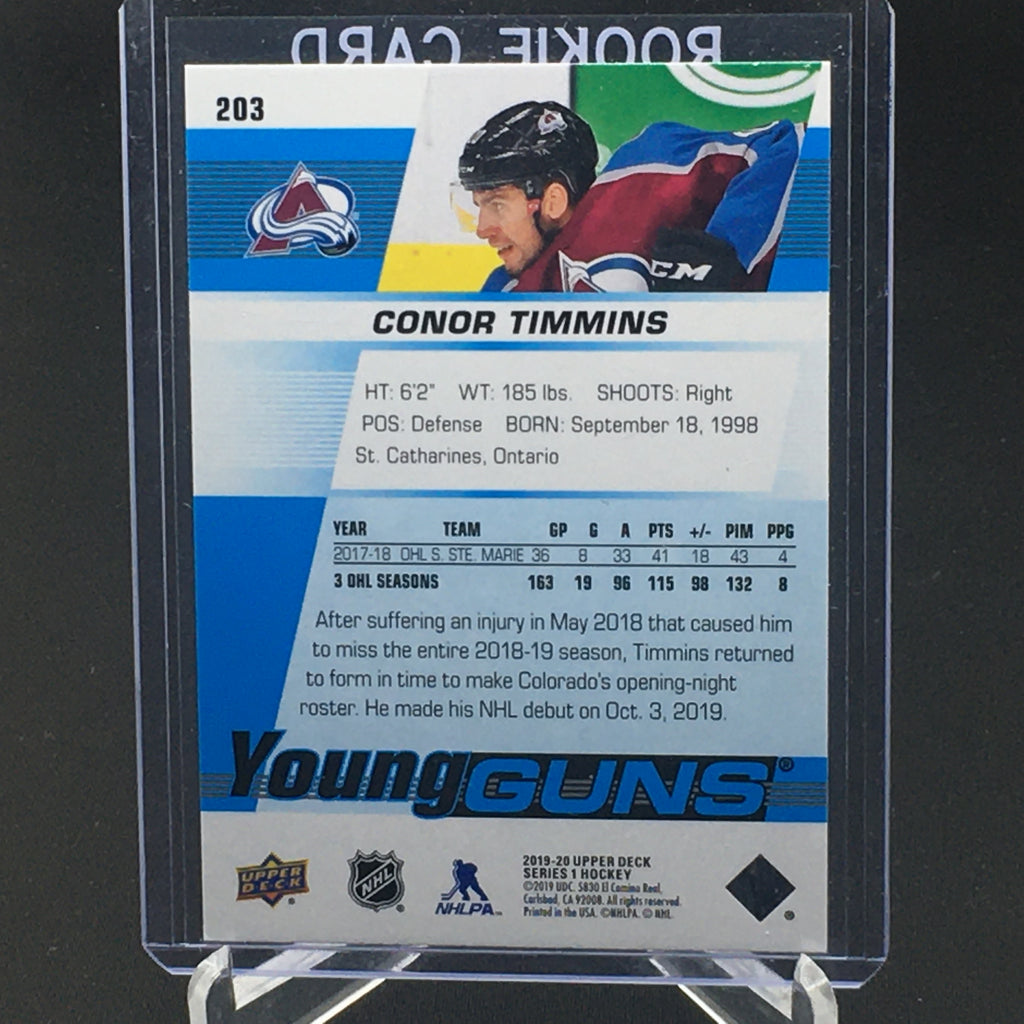 ROOKIE CARD
203
CCM
CONOR TIMMINS
HT: 6'2" WT: 185 lbs. SHOOTS: Right
POS: Defense BORN: September 18, 1998
St. Catharines, Ontario
YEAR TEAM GP G A PTS +/- PIM PPG
2017-18 OHL S. STE. MARIE 36 8 33 41 18 43 4
3 OHL SEASONS 163 19 96 115 98 132 8
After suffering an injury in May 2018 that caused him
to miss the entire 2018-19 season, Timmins returned
to form in time to make Colorado's opening-night
roster. He made his NHL debut on Oct. 3, 2019.
Young GUNS®
UPPER DECK ®
NHL ®
NHLPA™
2019-20 UPPER DECK
SERIES 1 HOCKEY
©2019 UDC. 5830 El Camino Real,
Carlsbad, CA 92008. All rights reserved.
Printed in the USA. ©NHLPA. © NHL.